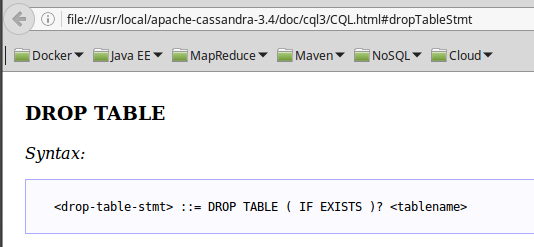 file:///usr/local/apache-cassandra-3.4/doc/cql3/CQL.html#dropTableStmt
Docker Java EE MapReduce Maven NoSQL Cloud
DROP TABLE
Syntax:
<drop-table-stmt> ::= DROP TABLE ( IF EXISTS )? <tablename>